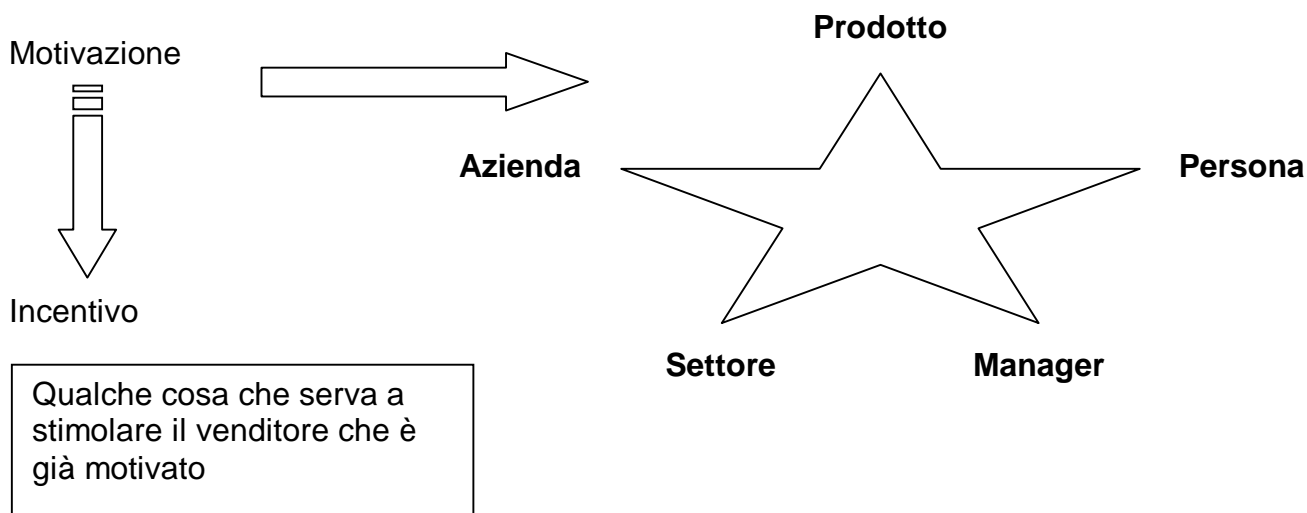 Prodotto
Motivazione
Azienda
Persona
Incentivo
Settore
Manager
Qualche cosa che serva a
stimolare il venditore che è
già motivato